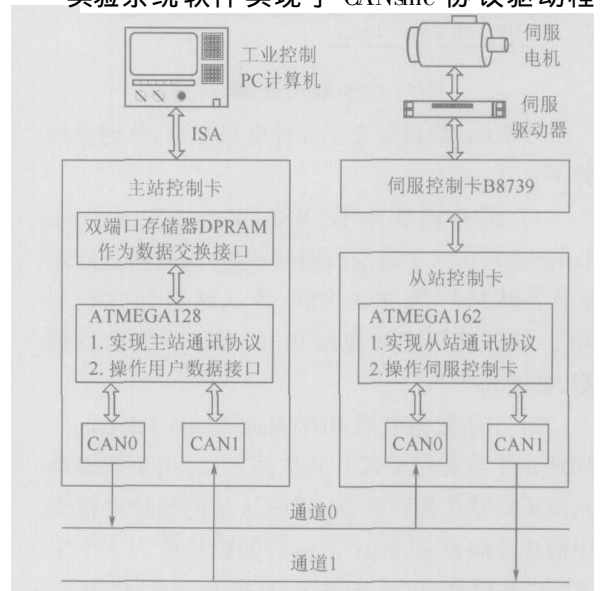 实验系统软件实现了 CANsmc 协议驱动程
工业控制
PC计算机
ISA
主站控制卡
双端口存储器DPRAM
作为数据交换接口
ATMEGA128
1. 实现主站通讯协议
2. 操作用户数据接口
CAN0
CAN1
伺服
电机
伺服
驱动器
伺服控制卡B8739
从站控制卡
ATMEGA162
1.实现从站通讯协议
2.操作伺服控制卡
CAN0
CAN1
通道0
通道1